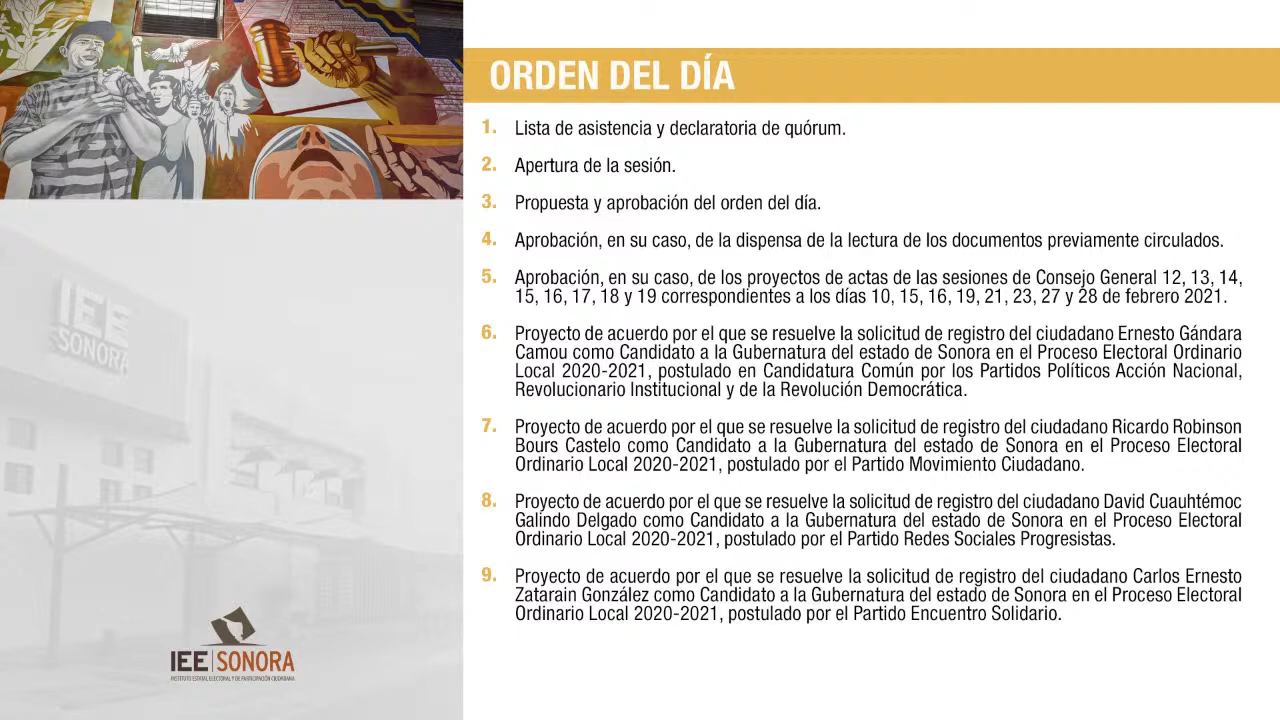 ORDEN DEL DÍA
1. Lista de asistencia y declaratoria de quórum.
2. Apertura de la sesión.
3. Propuesta y aprobación del orden del día.
4. Aprobación, en su caso, de la dispensa de la lectura de los documentos previamente circulados.
5. Aprobación, en su caso, de los proyectos de actas de las sesiones de Consejo General 12, 13, 14,
15, 16, 17, 18 y 19 correspondientes a los días 10, 15, 16, 19, 21, 23, 27 y 28 de febrero 2021.
6. Proyecto de acuerdo por el que se resuelve la solicitud de registro del ciudadano Ernesto Gándara
Camou como Candidato a la Gubernatura del estado de Sonora en el Proceso Electoral Ordinario
Local 2020-2021, postulado en Candidatura Común por los Partidos Políticos Acción Nacional,
Revolucionario Institucional y de la Revolución Democrática.
7. Proyecto de acuerdo por el que se resuelve la solicitud de registro del ciudadano Ricardo Robinson
Bours Castelo como Candidato a la Gubernatura del estado de Sonora en el Proceso Electoral
Ordinario Local 2020-2021, postulado por el Partido Movimiento Ciudadano.
8. Proyecto de acuerdo por el que se resuelve la solicitud de registro del ciudadano David Cuauhtémoc
Galindo Delgado como Candidato a la Gubernatura del estado de Sonora en el Proceso Electoral
Ordinario Local 2020-2021, postulado por el Partido Redes Sociales Progresistas.
9. Proyecto de acuerdo por el que se resuelve la solicitud de registro del ciudadano Carlos Ernesto
Zatarain González como Candidato a la Gubernatura del estado de Sonora en el Proceso Electoral
Ordinario Local 2020-2021, postulado por el Partido Encuentro Solidario.
IEE
SONORA
IEE SONORA
INSTITUTO ESTATAL ELECTORAL Y DE PARTICIPACIÓN CIUDADANA